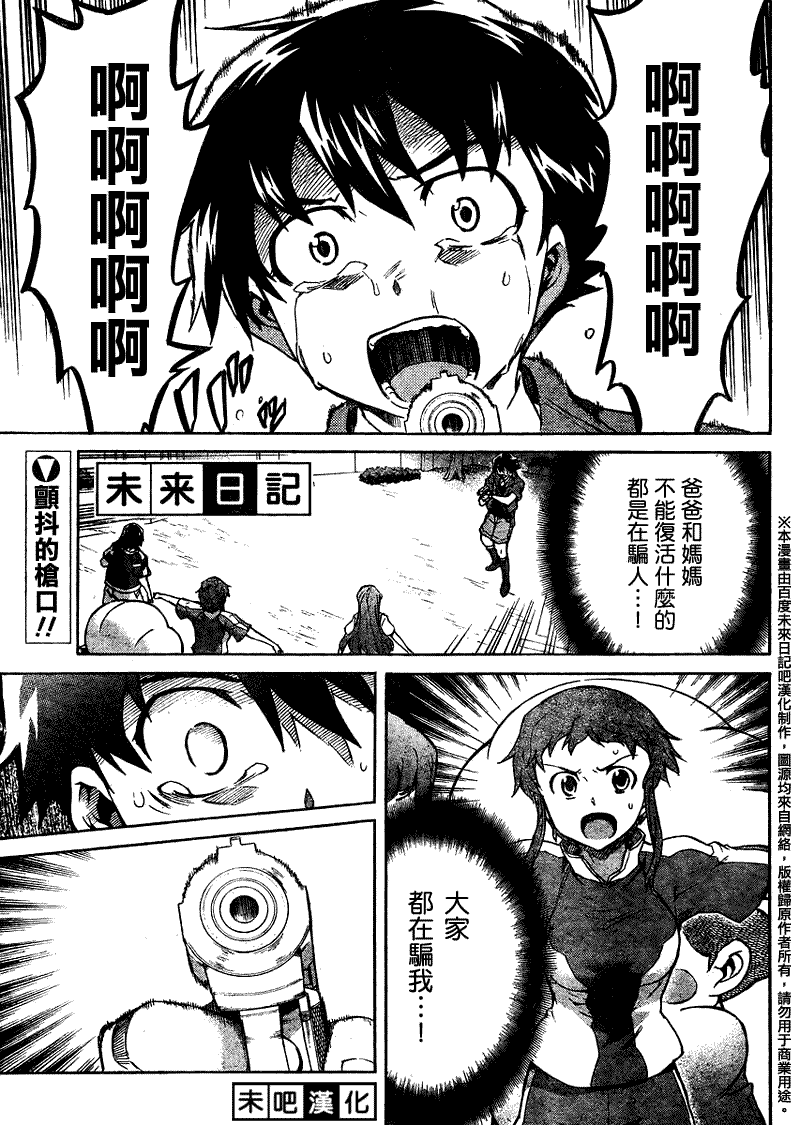 啊啊啊啊啊
啊啊啊啊啊
未来日記
顫抖的槍口!!
爸爸和媽媽
不能復活什麼的
都是在騙人…!
大家
都在騙我…!
未吧漢化
※本漫畫由百度未來日記吧漢化制作，圖源均來自網絡，版權歸原作者所有，請勿用于商業用途。